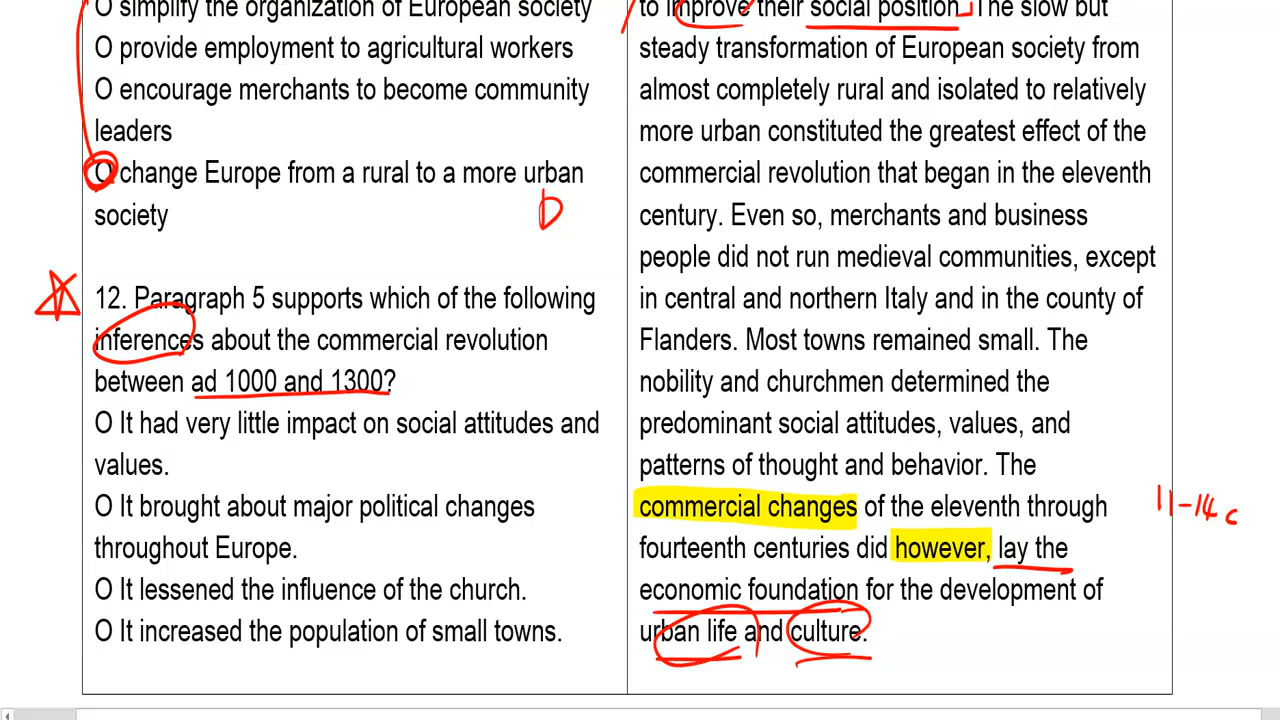 O simplify the organization of European society
O provide employment to agricultural workers
O encourage merchants to become community
leaders
O change Europe from a rural to a more urban
society
D
12. Paragraph 5 supports which of the following
inferences about the commercial revolution
between ad 1000 and 1300?
O It had very little impact on social attitudes and
values.
O It brought about major political changes
throughout Europe.
O It lessened the influence of the church.
O It increased the population of small towns.
to improve their social position. The slow but
steady transformation of European society from
almost completely rural and isolated to relatively
more urban constituted the greatest effect of the
commercial revolution that began in the eleventh
century. Even so, merchants and business
people did not run medieval communities, except
in central and northern Italy and in the county of
Flanders. Most towns remained small. The
nobility and churchmen determined the
predominant social attitudes, values, and
patterns of thought and behavior. The
commercial changes of the eleventh through
fourteenth centuries did however, lay the
economic foundation for the development of
urban life and culture.
11-14 c